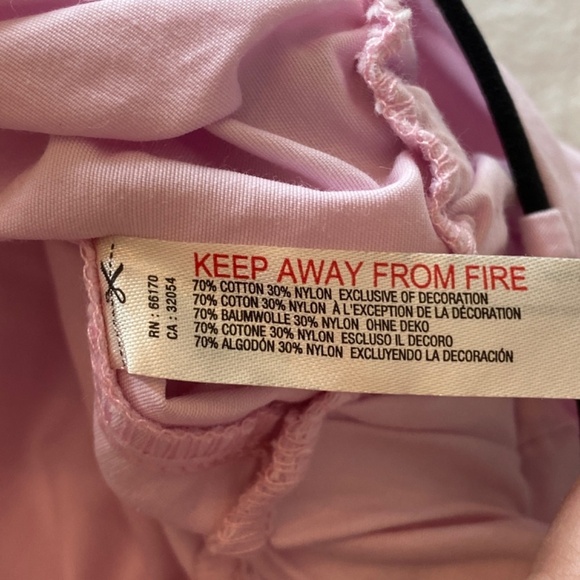 KEEP AWAY FROM FIRE
70% COTTON 30% NYLON EXCLUSIVE OF DECORATION
70% COTON 30% NYLON À L'EXCEPTION DE LA DÉCORATION
70% BAUMWOLLE 30% NYLON OHNE DEKO
70% COTONE 30% NYLON ESCLUSO IL DECORO
70% ALGODÓN 30% NYLON EXCLUYENDO LA DECORACIÓN
RN : 66170
CA : 32054